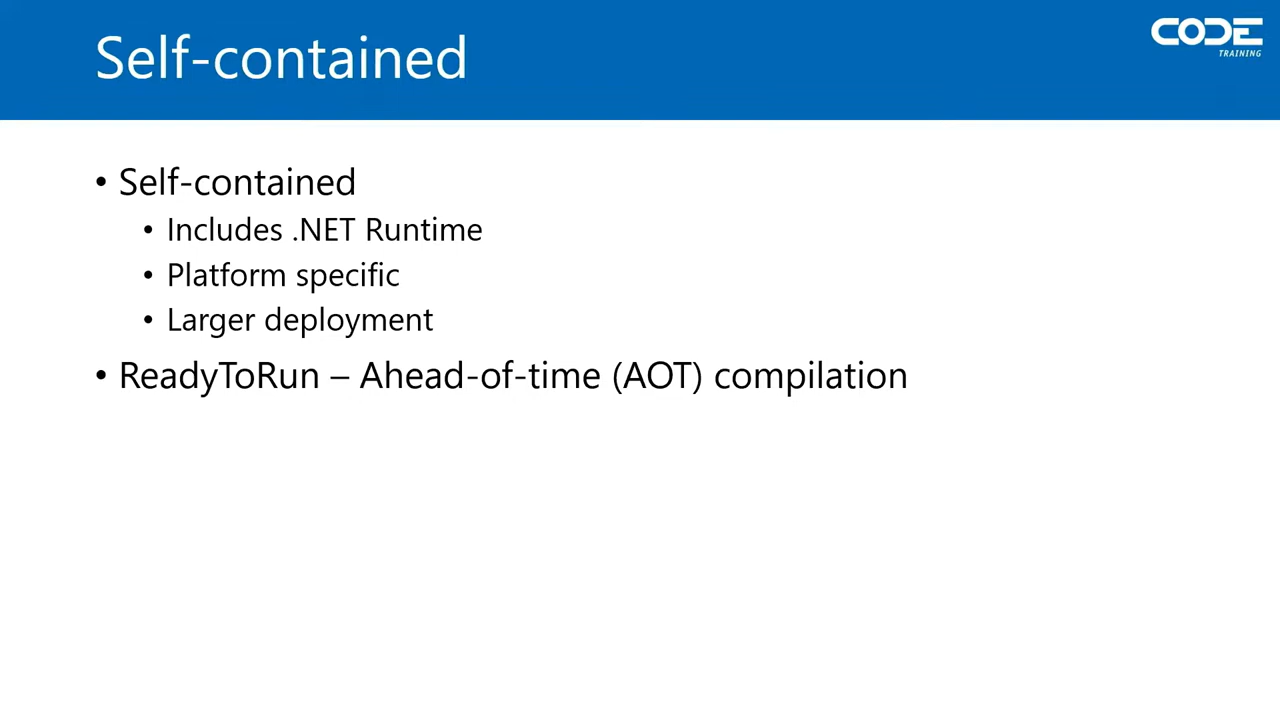 Self-contained
CODE
TRAINING
• Self-contained
• Includes .NET Runtime
• Platform specific
• Larger deployment
• ReadyToRun – Ahead-of-time (AOT) compilation